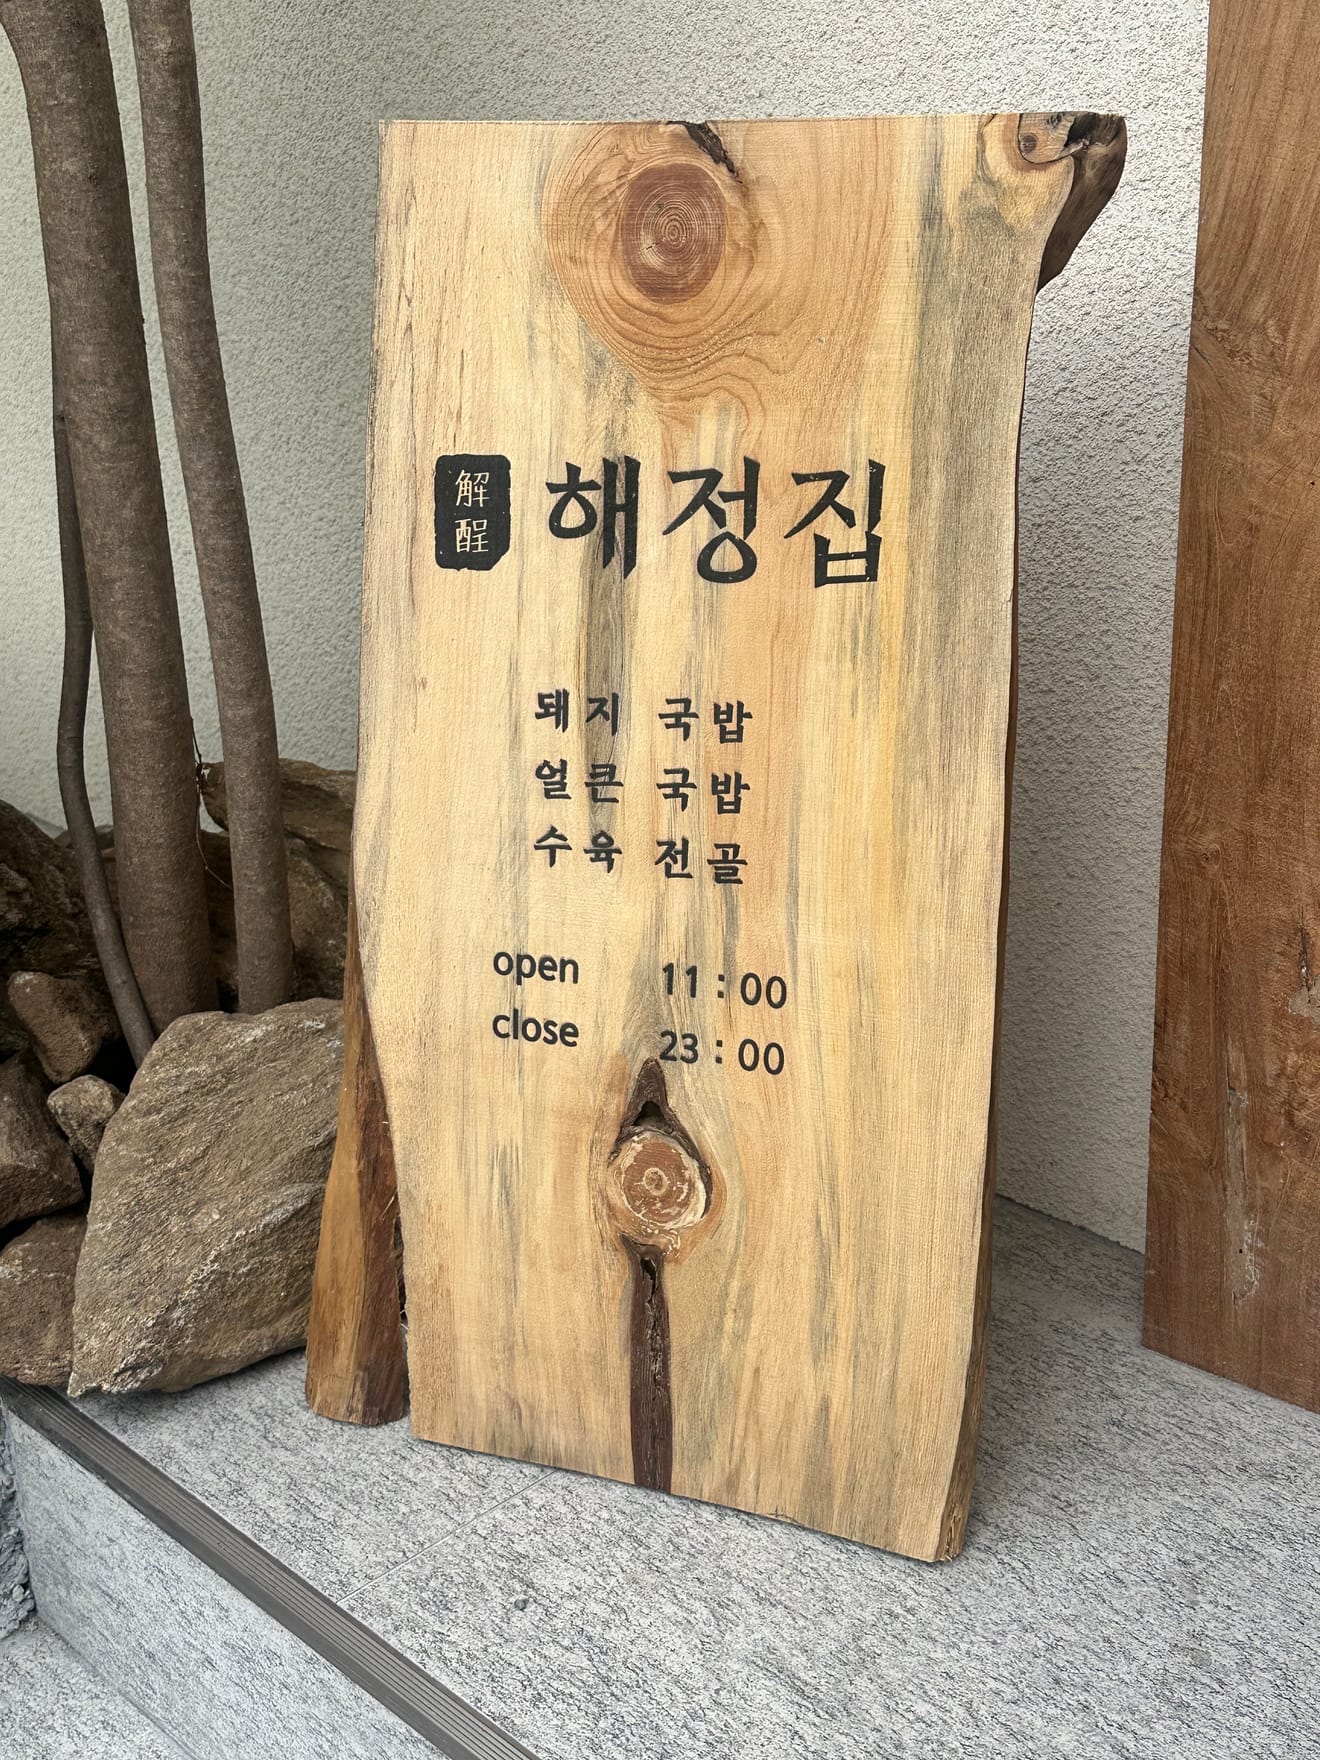 解酲 해정집
돼지 국밥
얼큰 국밥
수육 전골
open 11 : 00
close 23 : 00